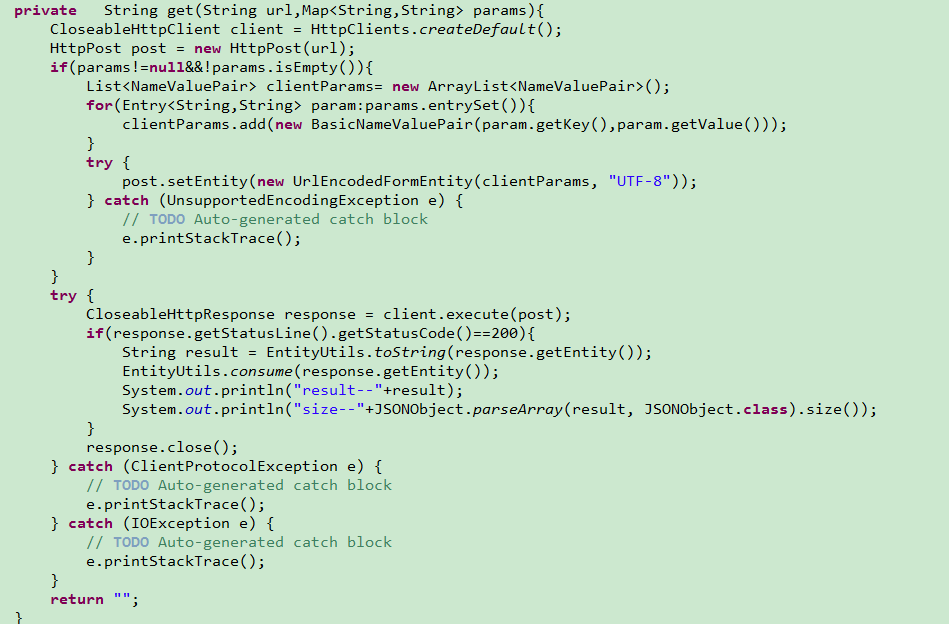 private   String get(String url,Map<String,String> params){
    CloseableHttpClient client = HttpClients.createDefault();
    HttpPost post = new HttpPost(url);
    if(params!=null&&!params.isEmpty()){
        List<NameValuePair> clientParams= new ArrayList<NameValuePair>();
        for(Entry<String,String> param:params.entrySet()){
            clientParams.add(new BasicNameValuePair(param.getKey(),param.getValue()));
        }
        try {
            post.setEntity(new UrlEncodedFormEntity(clientParams, "UTF-8"));
        } catch (UnsupportedEncodingException e) {
            // TODO Auto-generated catch block
            e.printStackTrace();
        }
    }
    try {
        CloseableHttpResponse response = client.execute(post);
        if(response.getStatusLine().getStatusCode()==200){
            String result = EntityUtils.toString(response.getEntity());
            EntityUtils.consume(response.getEntity());
            System.out.println("result--"+result);
            System.out.println("size--"+JSONObject.parseArray(result, JSONObject.class).size());
        }
        response.close();
    } catch (ClientProtocolException e) {
        // TODO Auto-generated catch block
        e.printStackTrace();
    } catch (IOException e) {
        // TODO Auto-generated catch block
        e.printStackTrace();
    }
    return "";
}